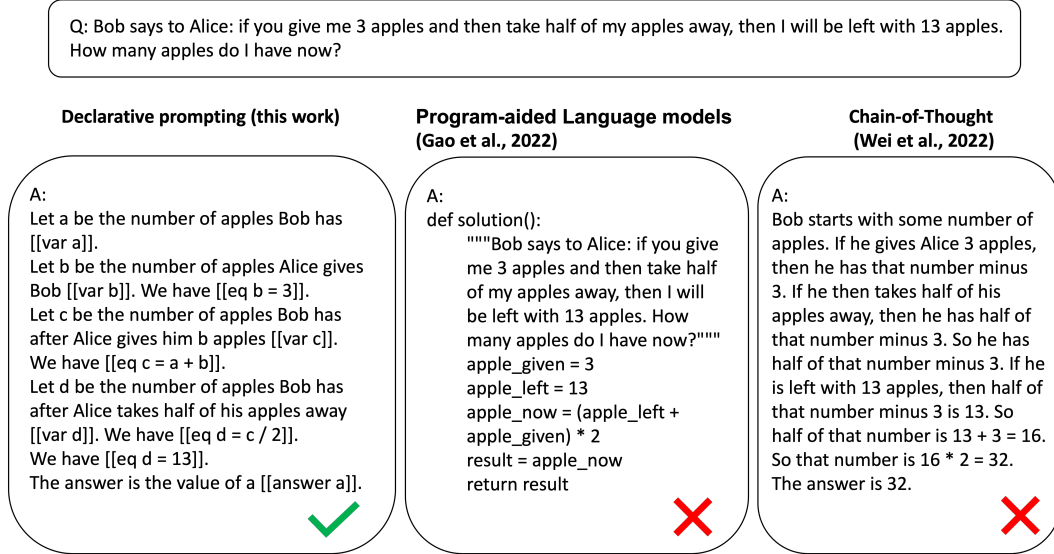 Q: Bob says to Alice: if you give me 3 apples and then take half of my apples away, then I will be left with 13 apples.
How many apples do I have now?
Declarative prompting (this work)
A:
Let a be the number of apples Bob has
[[var a]].
Let b be the number of apples Alice gives
Bob [[var b]]. We have [[eq b = 3]].
Let c be the number of apples Bob has
after Alice gives him b apples [[var c]].
We have [[eq c = a + b]].
Let d be the number of apples Bob has
after Alice takes half of his apples away
[[var d]]. We have [[eq d = c / 2]].
We have [[eq d = 13]].
The answer is the value of a [[answer a]].
Program-aided Language models
(Gao et al., 2022)
A:
def solution():
"""Bob says to Alice: if you give
me 3 apples and then take half
of my apples away, then I will
be left with 13 apples. How
many apples do I have now?"""
apple_given = 3
apple_left = 13
apple_now = (apple_left +
apple_given) * 2
result = apple_now
return result
Chain-of-Thought
(Wei et al., 2022)
A:
Bob starts with some number of
apples. If he gives Alice 3 apples,
then he has that number minus
3. If he then takes half of his
apples away, then he has half of
that number minus 3. So he has
half of that number minus 3. If he
is left with 13 apples, then half of
that number minus 3 is 13. So
half of that number is 13 + 3 = 16.
So that number is 16 * 2 = 32.
The answer is 32.